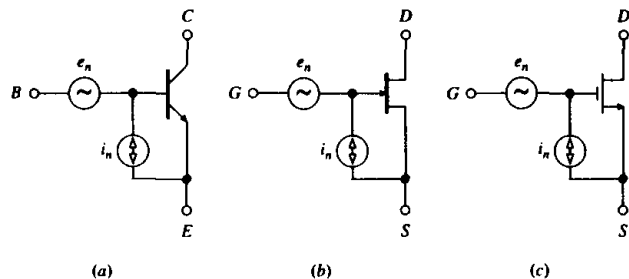 C D D
e_n e_n e_n
B G G
i_n i_n i_n
E S S
(a) (b) (c)